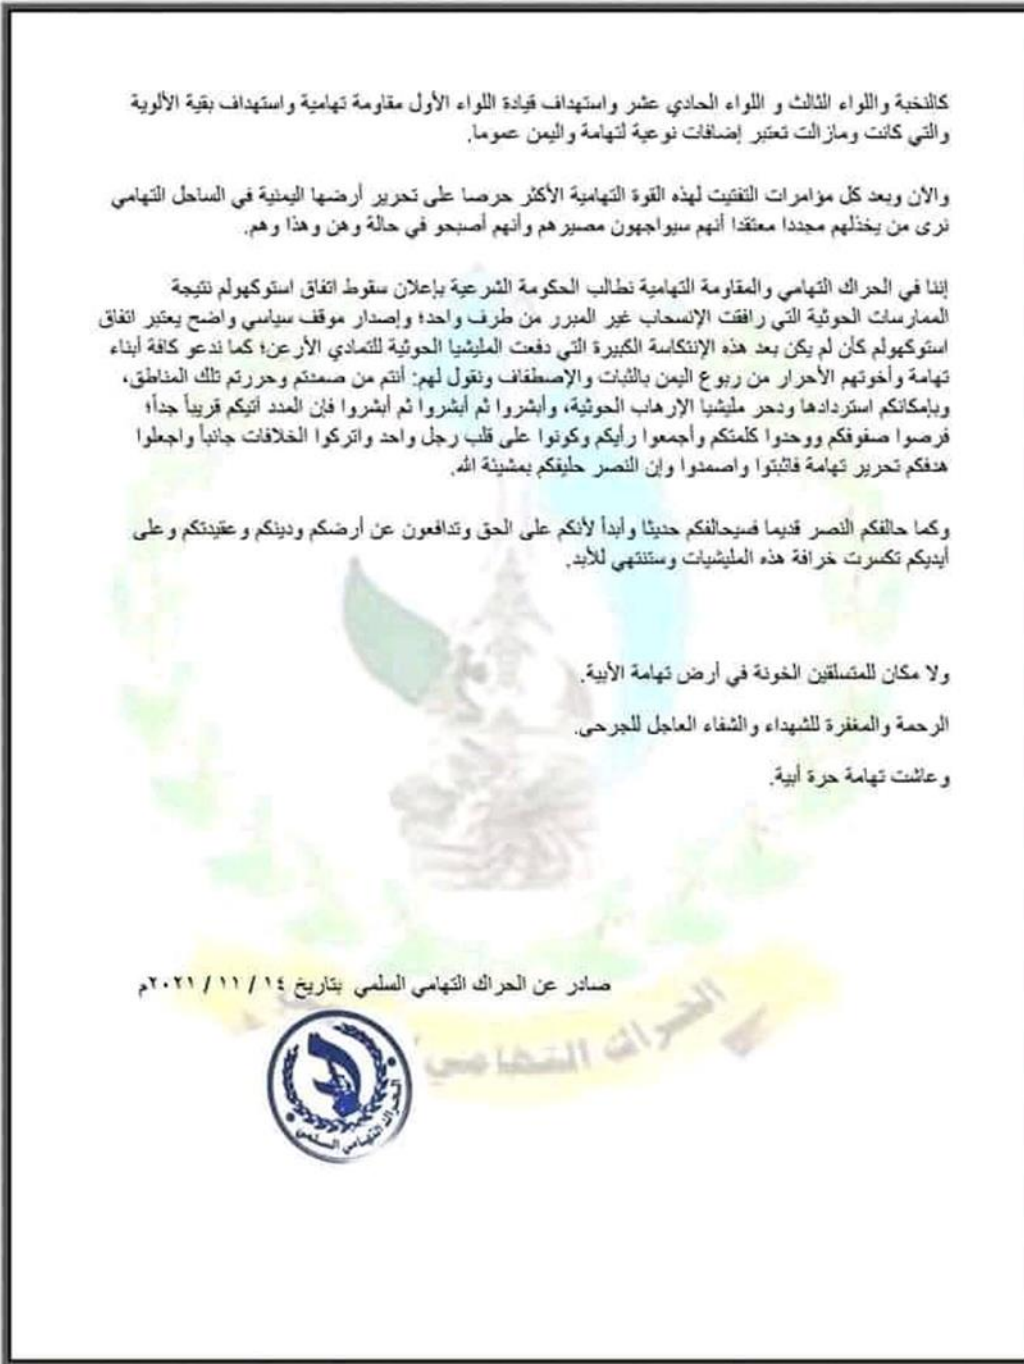 كالنخبة واللواء الثالث و اللواء الحادي عشر واستهداف قيادة اللواء الأول مقاومة تهامية واستهداف بقية الألوية
والتي كانت ومازالت تعتبر إضافات نوعية لتهامة واليمن عموما.
والآن وبعد كل مؤامرات التفتيت لهذه القوة التهامية الأكثر حرصا على تحرير أرضها اليمنية في الساحل التهامي
نرى من يخذلهم مجددا معتقدا أنهم سيواجهون مصيرهم وأنهم أصبحو في حالة وهن وهذا وهم.
إننا في الحراك التهامي والمقاومة التهامية نطالب الحكومة الشرعية بإعلان سقوط اتفاق استوكهولم نتيجة
الممارسات الحوثية التي رافقت الإنسحاب غير المبرر من طرف واحد؛ وإصدار موقف سياسي واضح يعتبر اتفاق
استوكهولم كأن لم يكن بعد هذه الإنتكاسة الكبيرة التي دفعت المليشيا الحوثية للتمادي الأرعن؛ كما ندعو كافة أبناء
تهامة وأخوتهم الأحرار من ربوع اليمن بالثبات والإصطفاف ونقول لهم: أنتم من صمدتم وحررتم تلك المناطق،
وبإمكانكم استردادها ودحر مليشيا الإرهاب الحوثية، وأبشروا ثم أبشروا ثم أبشروا فإن المدد آتيكم قريباً جداً؛
فرصوا صفوفكم ووحدوا كلمتكم وأجمعوا رأيكم وكونوا على قلب رجل واحد واتركوا الخلافات جانباً واجعلوا
هدفكم تحرير تهامة فاثبتوا واصمدوا وإن النصر حليفكم بمشيئة الله.
وكما حالفكم النصر قديما فسيحالفكم حديثا وأبدأ لأنكم على الحق وتدافعون عن أرضكم ودينكم وعقيدتكم وعلى
أيديكم تكسرت خرافة هذه المليشيات وستنتهي للأبد.
ولا مكان للمتسلقين الخونة في أرض تهامة الأبية.
الرحمة والمغفرة للشهداء والشفاء العاجل للجرحى.
وعاشت تهامة حرة أبية.
صادر عن الحراك التهامي السلمي بتاريخ ١٤ / ١١ / ٢٠٢١م
الحراك التهامي
الحراك التهامي السلمي